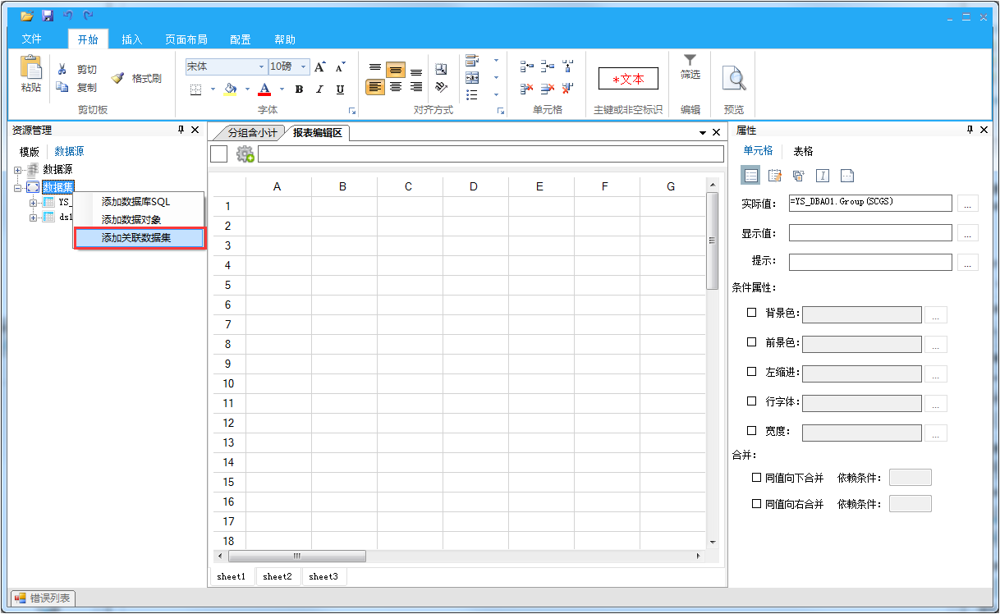 文件 开始 插入 页面布局 配置 帮助
粘贴 剪切 复制 格式刷
剪切板
宋体 10磅 A A
B I U
字体
对齐方式
单元格
*文本
主键或非空标识
筛选
编辑
预览
资源管理
模版 数据源
数据源
数据集
YS_
ds1
添加数据库SQL
添加数据对象
添加关联数据集
分组含小计 报表编辑区
A B C D E F G
1
2
3
4
5
6
7
8
9
10
11
12
13
14
15
16
17
18
sheet1 sheet2 sheet3
属性
单元格 表格
实际值: =YS_DBA01.Group(SCGS) ...
显示值: ...
提示: ...
条件属性:
背景色: ...
前景色: ...
左缩进: ...
行字体: ...
宽度: ...
合并:
同值向下合并 依赖条件:
同值向右合并 依赖条件:
错误列表